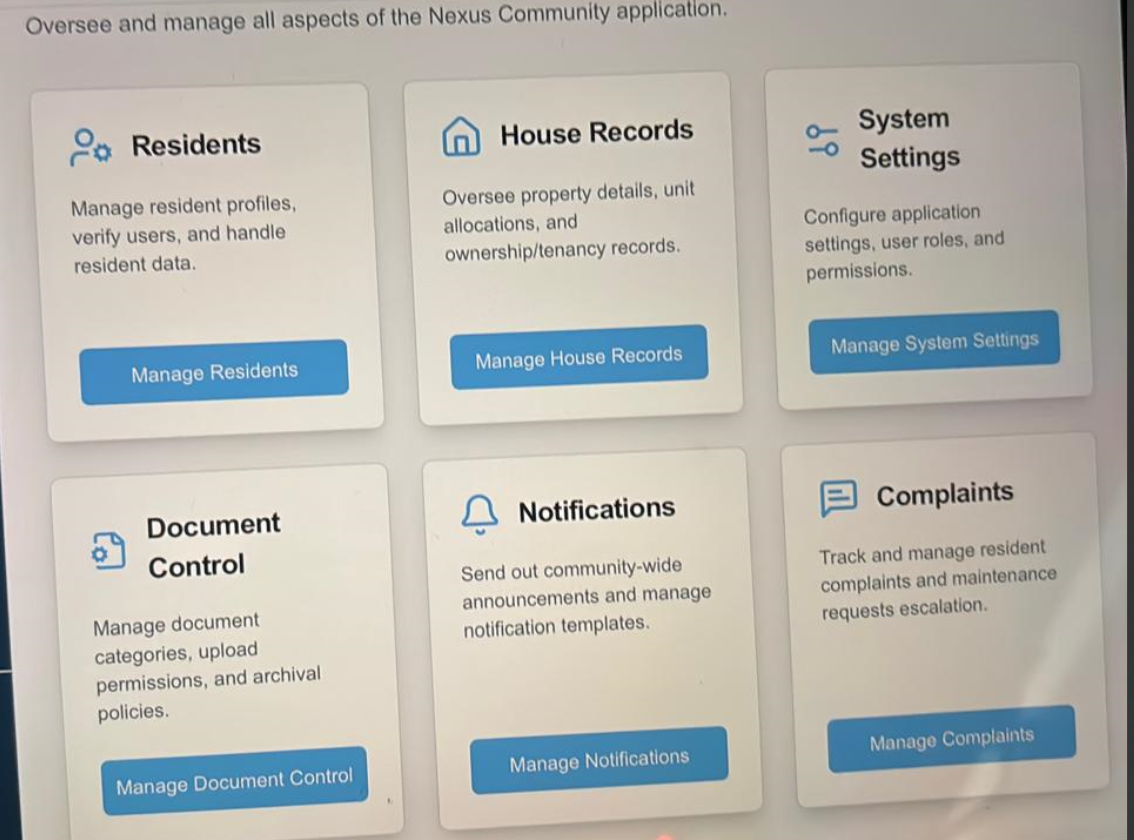 Oversee and manage all aspects of the Nexus Community application.
Residents
Manage resident profiles,
verify users, and handle
resident data.
Manage Residents
House Records
Oversee property details, unit
allocations, and
ownership/tenancy records.
Manage House Records
System
Settings
Configure application
settings, user roles, and
permissions.
Manage System Settings
Document
Control
Manage document
categories, upload
permissions, and archival
policies.
Manage Document Control
Notifications
Send out community-wide
announcements and manage
notification templates.
Manage Notifications
Complaints
Track and manage resident
complaints and maintenance
requests escalation.
Manage Complaints